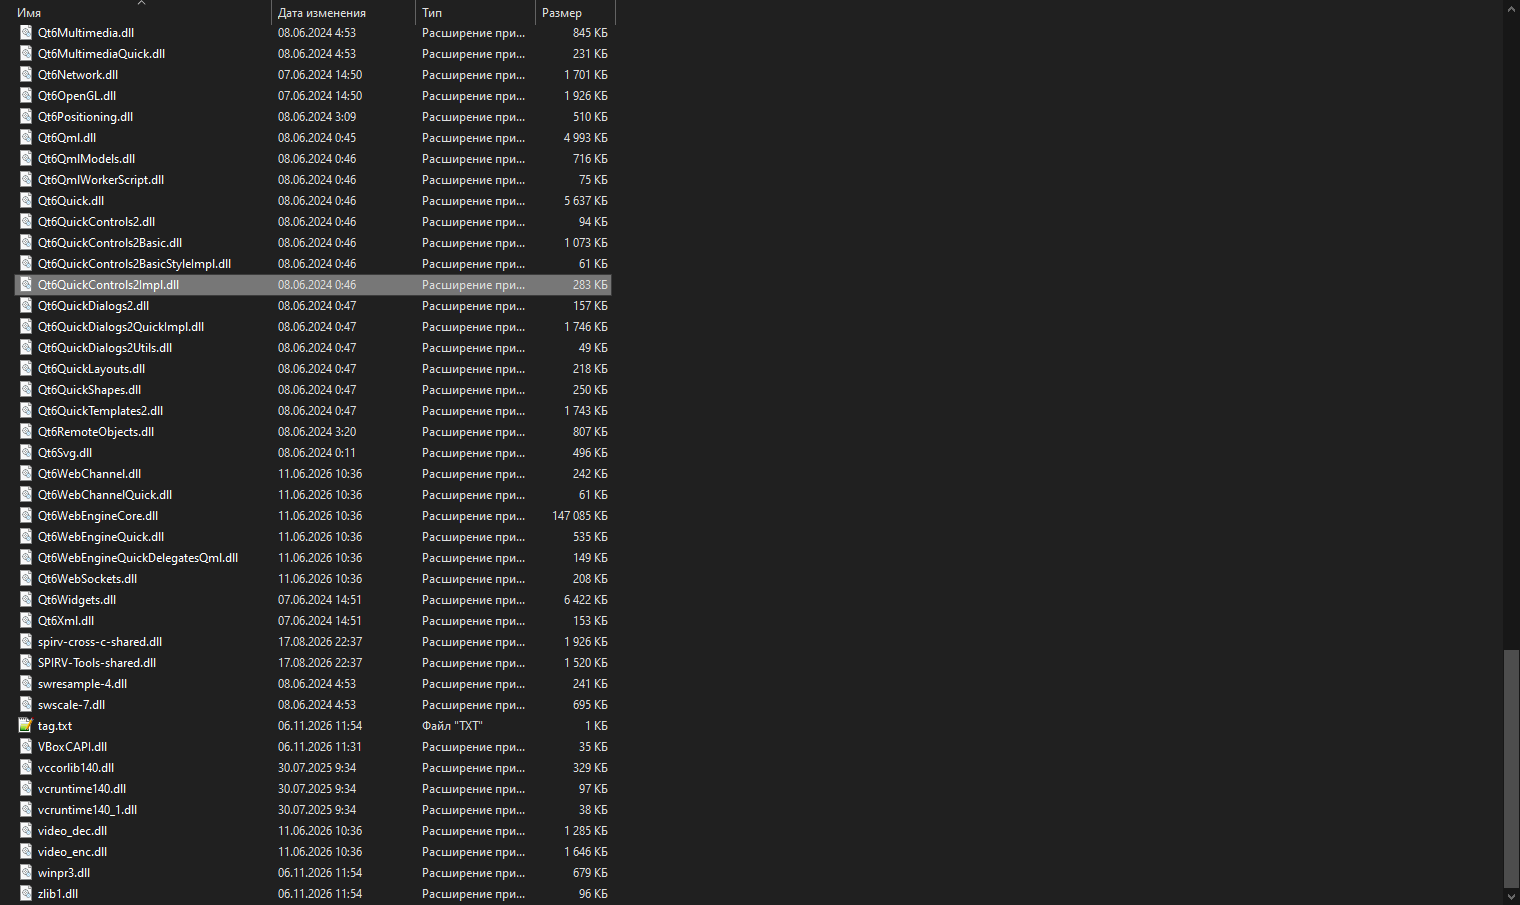 Имя Дата изменения Тип Размер
Qt6Multimedia.dll 08.06.2024 4:53 Расширение при... 845 КБ
Qt6MultimediaQuick.dll 08.06.2024 4:53 Расширение при... 231 КБ
Qt6Network.dll 07.06.2024 14:50 Расширение при... 1 701 КБ
Qt6OpenGL.dll 07.06.2024 14:50 Расширение при... 1 926 КБ
Qt6Positioning.dll 08.06.2024 3:09 Расширение при... 510 КБ
Qt6Qml.dll 08.06.2024 0:45 Расширение при... 4 993 КБ
Qt6QmlModels.dll 08.06.2024 0:46 Расширение при... 716 КБ
Qt6QmlWorkerScript.dll 08.06.2024 0:46 Расширение при... 75 КБ
Qt6Quick.dll 08.06.2024 0:46 Расширение при... 5 637 КБ
Qt6QuickControls2.dll 08.06.2024 0:46 Расширение при... 94 КБ
Qt6QuickControls2Basic.dll 08.06.2024 0:46 Расширение при... 1 073 КБ
Qt6QuickControls2BasicStyleImpl.dll 08.06.2024 0:46 Расширение при... 61 КБ
Qt6QuickControls2Impl.dll 08.06.2024 0:46 Расширение при... 283 КБ
Qt6QuickDialogs2.dll 08.06.2024 0:47 Расширение при... 157 КБ
Qt6QuickDialogs2QuickImpl.dll 08.06.2024 0:47 Расширение при... 1 746 КБ
Qt6QuickDialogs2Utils.dll 08.06.2024 0:47 Расширение при... 49 КБ
Qt6QuickLayouts.dll 08.06.2024 0:47 Расширение при... 218 КБ
Qt6QuickShapes.dll 08.06.2024 0:47 Расширение при... 250 КБ
Qt6QuickTemplates2.dll 08.06.2024 0:47 Расширение при... 1 743 КБ
Qt6RemoteObjects.dll 08.06.2024 3:20 Расширение при... 807 КБ
Qt6Svg.dll 08.06.2024 0:11 Расширение при... 496 КБ
Qt6WebChannel.dll 11.06.2026 10:36 Расширение при... 242 КБ
Qt6WebChannelQuick.dll 11.06.2026 10:36 Расширение при... 61 КБ
Qt6WebEngineCore.dll 11.06.2026 10:36 Расширение при... 147 085 КБ
Qt6WebEngineQuick.dll 11.06.2026 10:36 Расширение при... 535 КБ
Qt6WebEngineQuickDelegatesQml.dll 11.06.2026 10:36 Расширение при... 149 КБ
Qt6WebSockets.dll 11.06.2026 10:36 Расширение при... 208 КБ
Qt6Widgets.dll 07.06.2024 14:51 Расширение при... 6 422 КБ
Qt6Xml.dll 07.06.2024 14:51 Расширение при... 153 КБ
spirv-cross-c-shared.dll 17.08.2026 22:37 Расширение при... 1 926 КБ
SPIRV-Tools-shared.dll 17.08.2026 22:37 Расширение при... 1 520 КБ
swresample-4.dll 08.06.2024 4:53 Расширение при... 241 КБ
swscale-7.dll 08.06.2024 4:53 Расширение при... 695 КБ
tag.txt 06.11.2026 11:54 Файл "TXT" 1 КБ
VBoxCAPI.dll 06.11.2026 11:31 Расширение при... 35 КБ
vccorlib140.dll 30.07.2025 9:34 Расширение при... 329 КБ
vcruntime140.dll 30.07.2025 9:34 Расширение при... 97 КБ
vcruntime140_1.dll 30.07.2025 9:34 Расширение при... 38 КБ
video_dec.dll 11.06.2026 10:36 Расширение при... 1 285 КБ
video_enc.dll 11.06.2026 10:36 Расширение при... 1 646 КБ
winpr3.dll 06.11.2026 11:54 Расширение при... 679 КБ
zlib1.dll 06.11.2026 11:54 Расширение при... 96 КБ